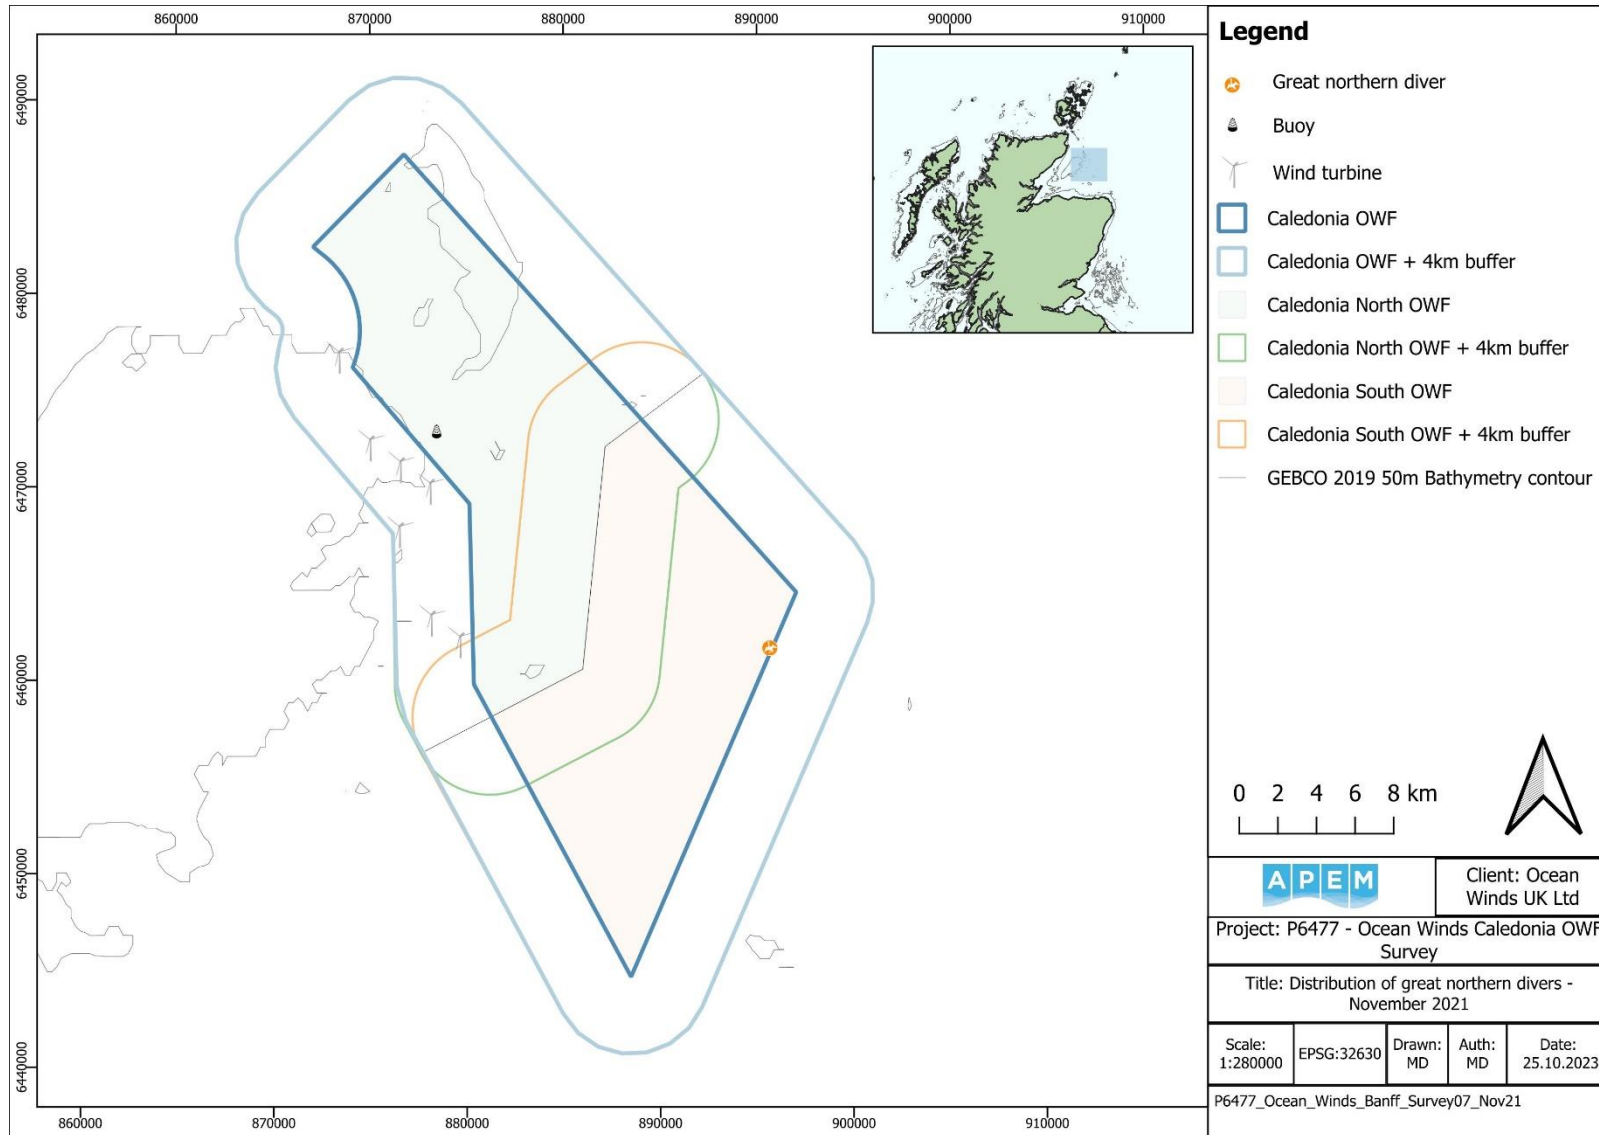 860000 870000 880000 890000 900000 910000
6490000
6480000
6470000
6460000
6450000
6440000
860000 870000 880000 890000 900000 910000
Legend
Great northern diver
Buoy
Wind turbine
Caledonia OWF
Caledonia OWF + 4km buffer
Caledonia North OWF
Caledonia North OWF + 4km buffer
Caledonia South OWF
Caledonia South OWF + 4km buffer
GEBCO 2019 50m Bathymetry contour
0 2 4 6 8 km
APEM
Client: Ocean
Winds UK Ltd
Project: P6477 - Ocean Winds Caledonia OWF
Survey
Title: Distribution of great northern divers -
November 2021
Scale:
1:280000
EPSG:32630
Drawn:
MD
Auth:
MD
Date:
25.10.2023
P6477_Ocean_Winds_Banff_Survey07_Nov21